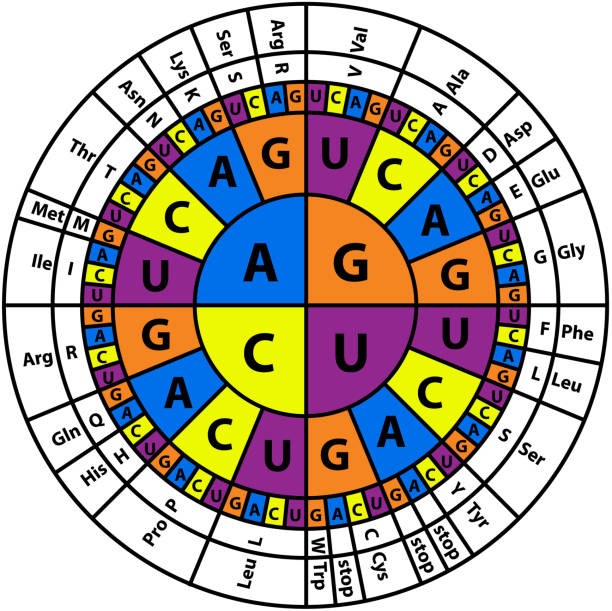 G U C A
U C A G U C A G U C A G U C A G
U C A G U C A G U C A G U C A G
U C A G U C A G U C A G U C A G
U C A G U C A G U C A G U C A G
U C A G U C A G U C A G U C A G
V
Val
A
Ala
D
Asp
E
Glu
G
Gly
F
Phe
L
Leu
S
Ser
Y
Tyr
stop
stop
C
Cys
stop
W
Trp
L
Leu
P
Pro
H
His
Q
Gln
R
Arg
I
Ile
M
Met
T
Thr
N
Asn
K
Lys
S
Ser
R
Arg